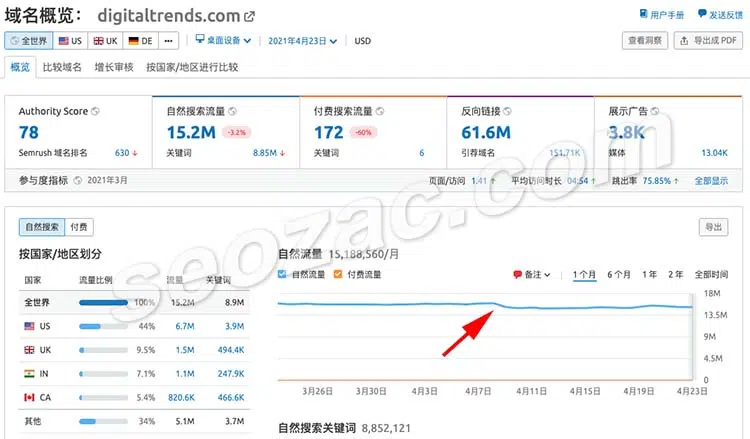 域名概览： digitaltrends.com
用户手册 发送反馈
全世界 US UK DE ••• 桌面设备 2021年4月23日 USD
查看洞察 导出成 PDF
概览 比较域名 增长审核 按国家/地区进行比较
Authority Score 自然搜索流量 付费搜索流量 反向链接 展示广告
78 15.2M -3.2% 172 -60% 61.6M 3.8K
Semrush 域名排名 630 ↓ 关键词 8.85M ↓ 关键词 6 引荐域名 151.71K 媒体 13.04K
参与度指标 2021年3月 页面/访问 1.41 ↑ 平均访问时长 04:54 ↑ 跳出率 75.85% ↑ 全部显示
seozac.com
自然搜索 付费 导出
按国家/地区划分
国家 流量比例 流量 关键词
全世界 100% 15.2M 8.9M
US 44% 6.7M 3.9M
UK 9.5% 1.5M 494.4K
IN 7.1% 1.1M 247.9K
CA 5.4% 820.6K 466.6K
其他 34% 5.1M 3.7M
自然流量 15,188,560/月
自然流量 付费流量 备注 1 个月 6 个月 1 年 2 年 全部时间
18M
13.5M
9M
4.5M
0
3月26日 3月30日 4月3日 4月7日 4月11日 4月15日 4月19日 4月23日
自然搜索关键词 8,852,121